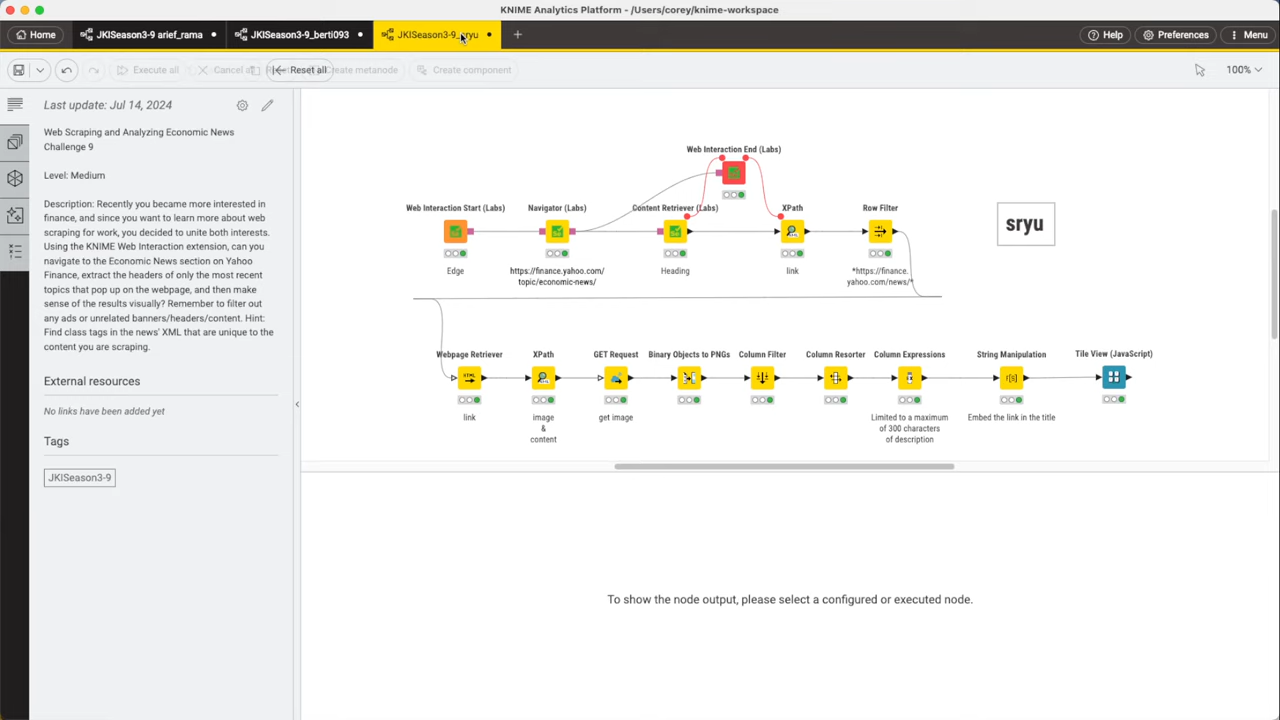 KNIME Analytics Platform - /Users/corey/knime-workspace
Home
JKISeason3-9 arief_rama
JKISeason3-9_berti093
JKISeason3-9_sryu
Help
Preferences
Menu
Execute all
Reset all
Create metanode
Create component
100%
Last update: Jul 14, 2024
Web Scraping and Analyzing Economic News
Challenge 9
Level: Medium
Description: Recently you became more interested in
finance, and since you want to learn more about web
scraping for work, you decided to unite both interests.
Using the KNIME Web Interaction extension, can you
navigate to the Economic News section on Yahoo
Finance, extract the headers of only the most recent
topics that pop up on the webpage, and then make
sense of the results visually? Remember to filter out
any ads or unrelated banners/headers/content. Hint:
Find class tags in the news' XML that are unique to the
content you are scraping.
External resources
No links have been added yet
Tags
JKISeason3-9
Web Interaction End (Labs)
Web Interaction Start (Labs)
Navigator (Labs)
Content Retriever (Labs)
XPath
Row Filter
Edge
https://finance.yahoo.com/
topic/economic-news/
Heading
link
*https://finance.
yahoo.com/news/*
sryu
Webpage Retriever
XPath
GET Request
Binary Objects to PNGs
Column Filter
Column Resorter
Column Expressions
String Manipulation
Tile View (JavaScript)
link
image
&
content
get image
Limited to a maximum
of 300 characters
of description
Embed the link in the title
To show the node output, please select a configured or executed node.